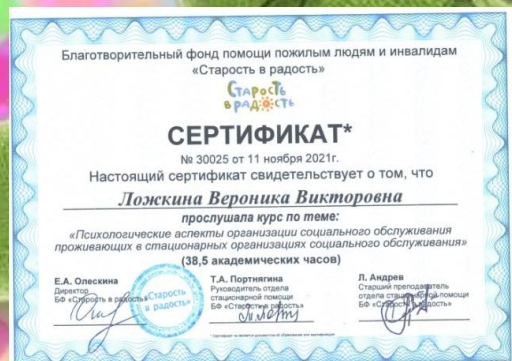 Благотворительный фонд помощи пожилым людям и инвалидам
«Старость в радость»
СТАРОСТЬ
В РАДОСТЬ
СЕРТИФИКАТ*
№ 30025 от 11 ноября 2021г.
Настоящий сертификат свидетельствует о том, что
Ложкина Вероника Викторовна
прослушала курс по теме:
«Психологические аспекты организации социального обслуживания
проживающих в стационарных организациях социального обслуживания»
(38,5 академических часов)
Е.А. Олескина
Директор
БФ «Старость в радость»
Старость
в радость
Т.А. Портнягина
Руководитель отдела
стационарной помощи
БФ «Старость в радость»
Л. Андрев
Старший преподаватель
отдела стационарной помощи
БФ «Старость в радость»